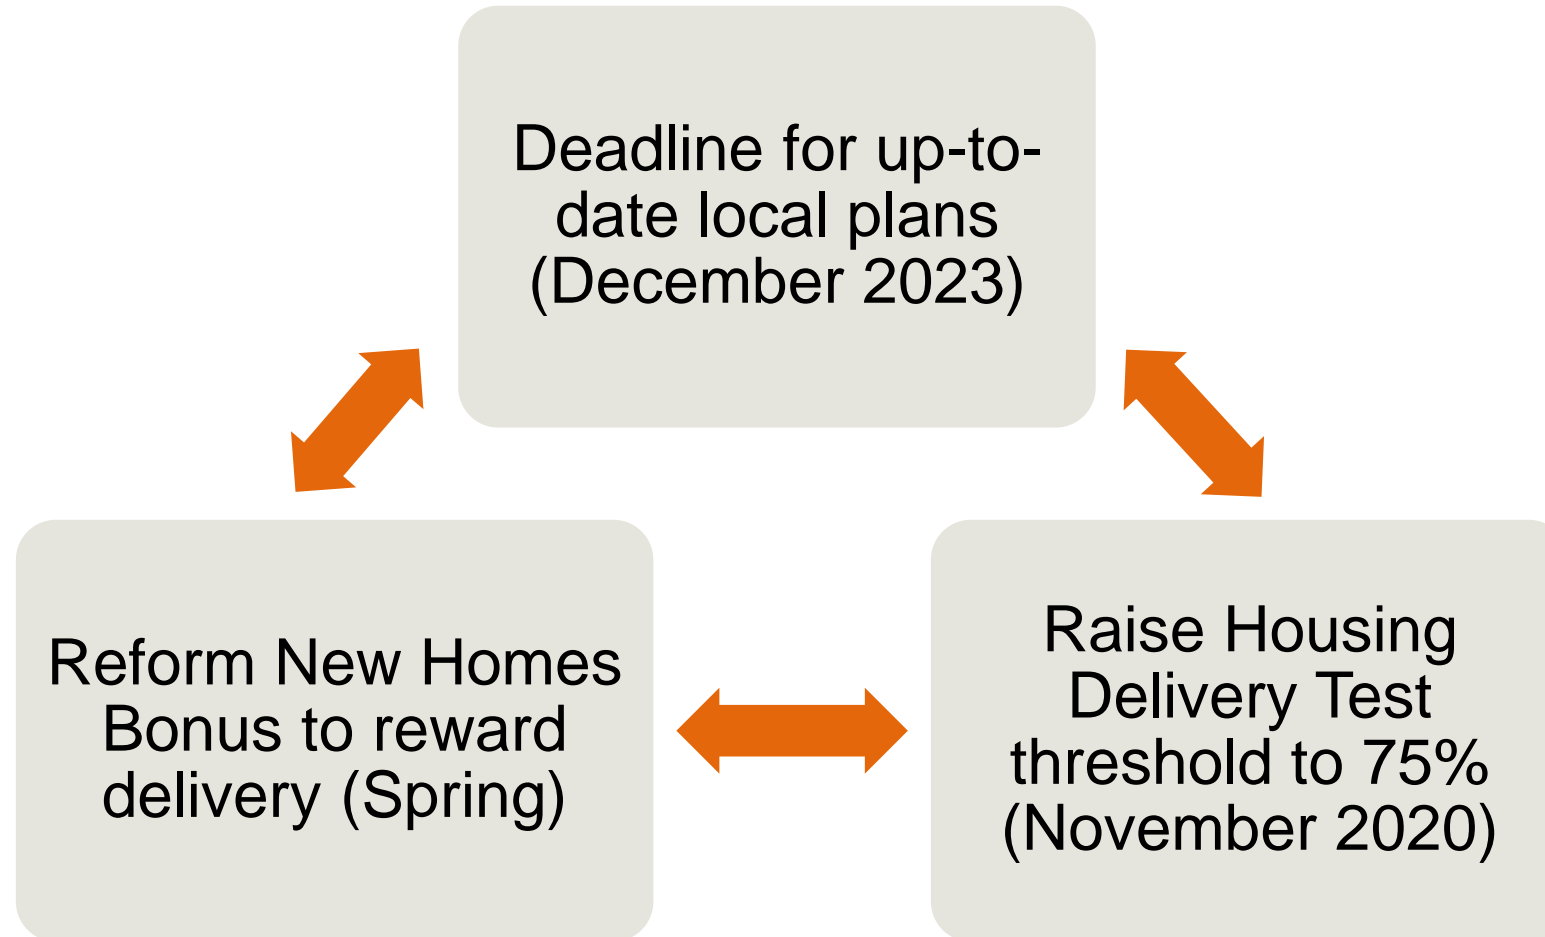 Deadline for up-to-
date local plans
(December 2023)
Reform New Homes
Bonus to reward
delivery (Spring)
Raise Housing
Delivery Test
threshold to 75%
(November 2020)